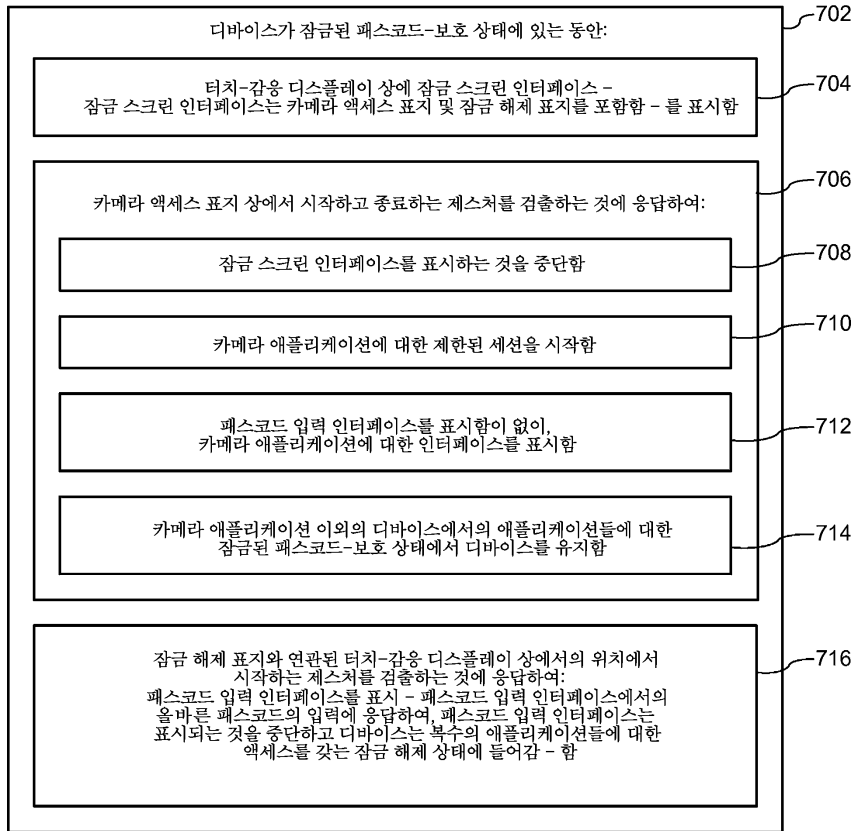 702
디바이스가 잠금된 패스코드-보호 상태에 있는 동안:
704
터치-감응 디스플레이 상에 잠금 스크린 인터페이스 -
잠금 스크린 인터페이스는 카메라 액세스 표지 및 잠금 해제 표지를 포함함 - 를 표시함
706
카메라 액세스 표지 상에서 시작하고 종료하는 제스처를 검출하는 것에 응답하여:
708
잠금 스크린 인터페이스를 표시하는 것을 중단함
710
카메라 애플리케이션에 대한 제한된 세션을 시작함
712
패스코드 입력 인터페이스를 표시함이 없이,
카메라 애플리케이션에 대한 인터페이스를 표시함
714
카메라 애플리케이션 이외의 디바이스에서의 애플리케이션들에 대한
잠금된 패스코드-보호 상태에서 디바이스를 유지함
716
잠금 해제 표지와 연관된 터치-감응 디스플레이 상에서의 위치에서
시작하는 제스처를 검출하는 것에 응답하여:
패스코드 입력 인터페이스를 표시 - 패스코드 입력 인터페이스에서의
올바른 패스코드의 입력에 응답하여, 패스코드 입력 인터페이스는
표시되는 것을 중단하고 디바이스는 복수의 애플리케이션들에 대한
액세스를 갖는 잠금 해제 상태에 들어감 - 함